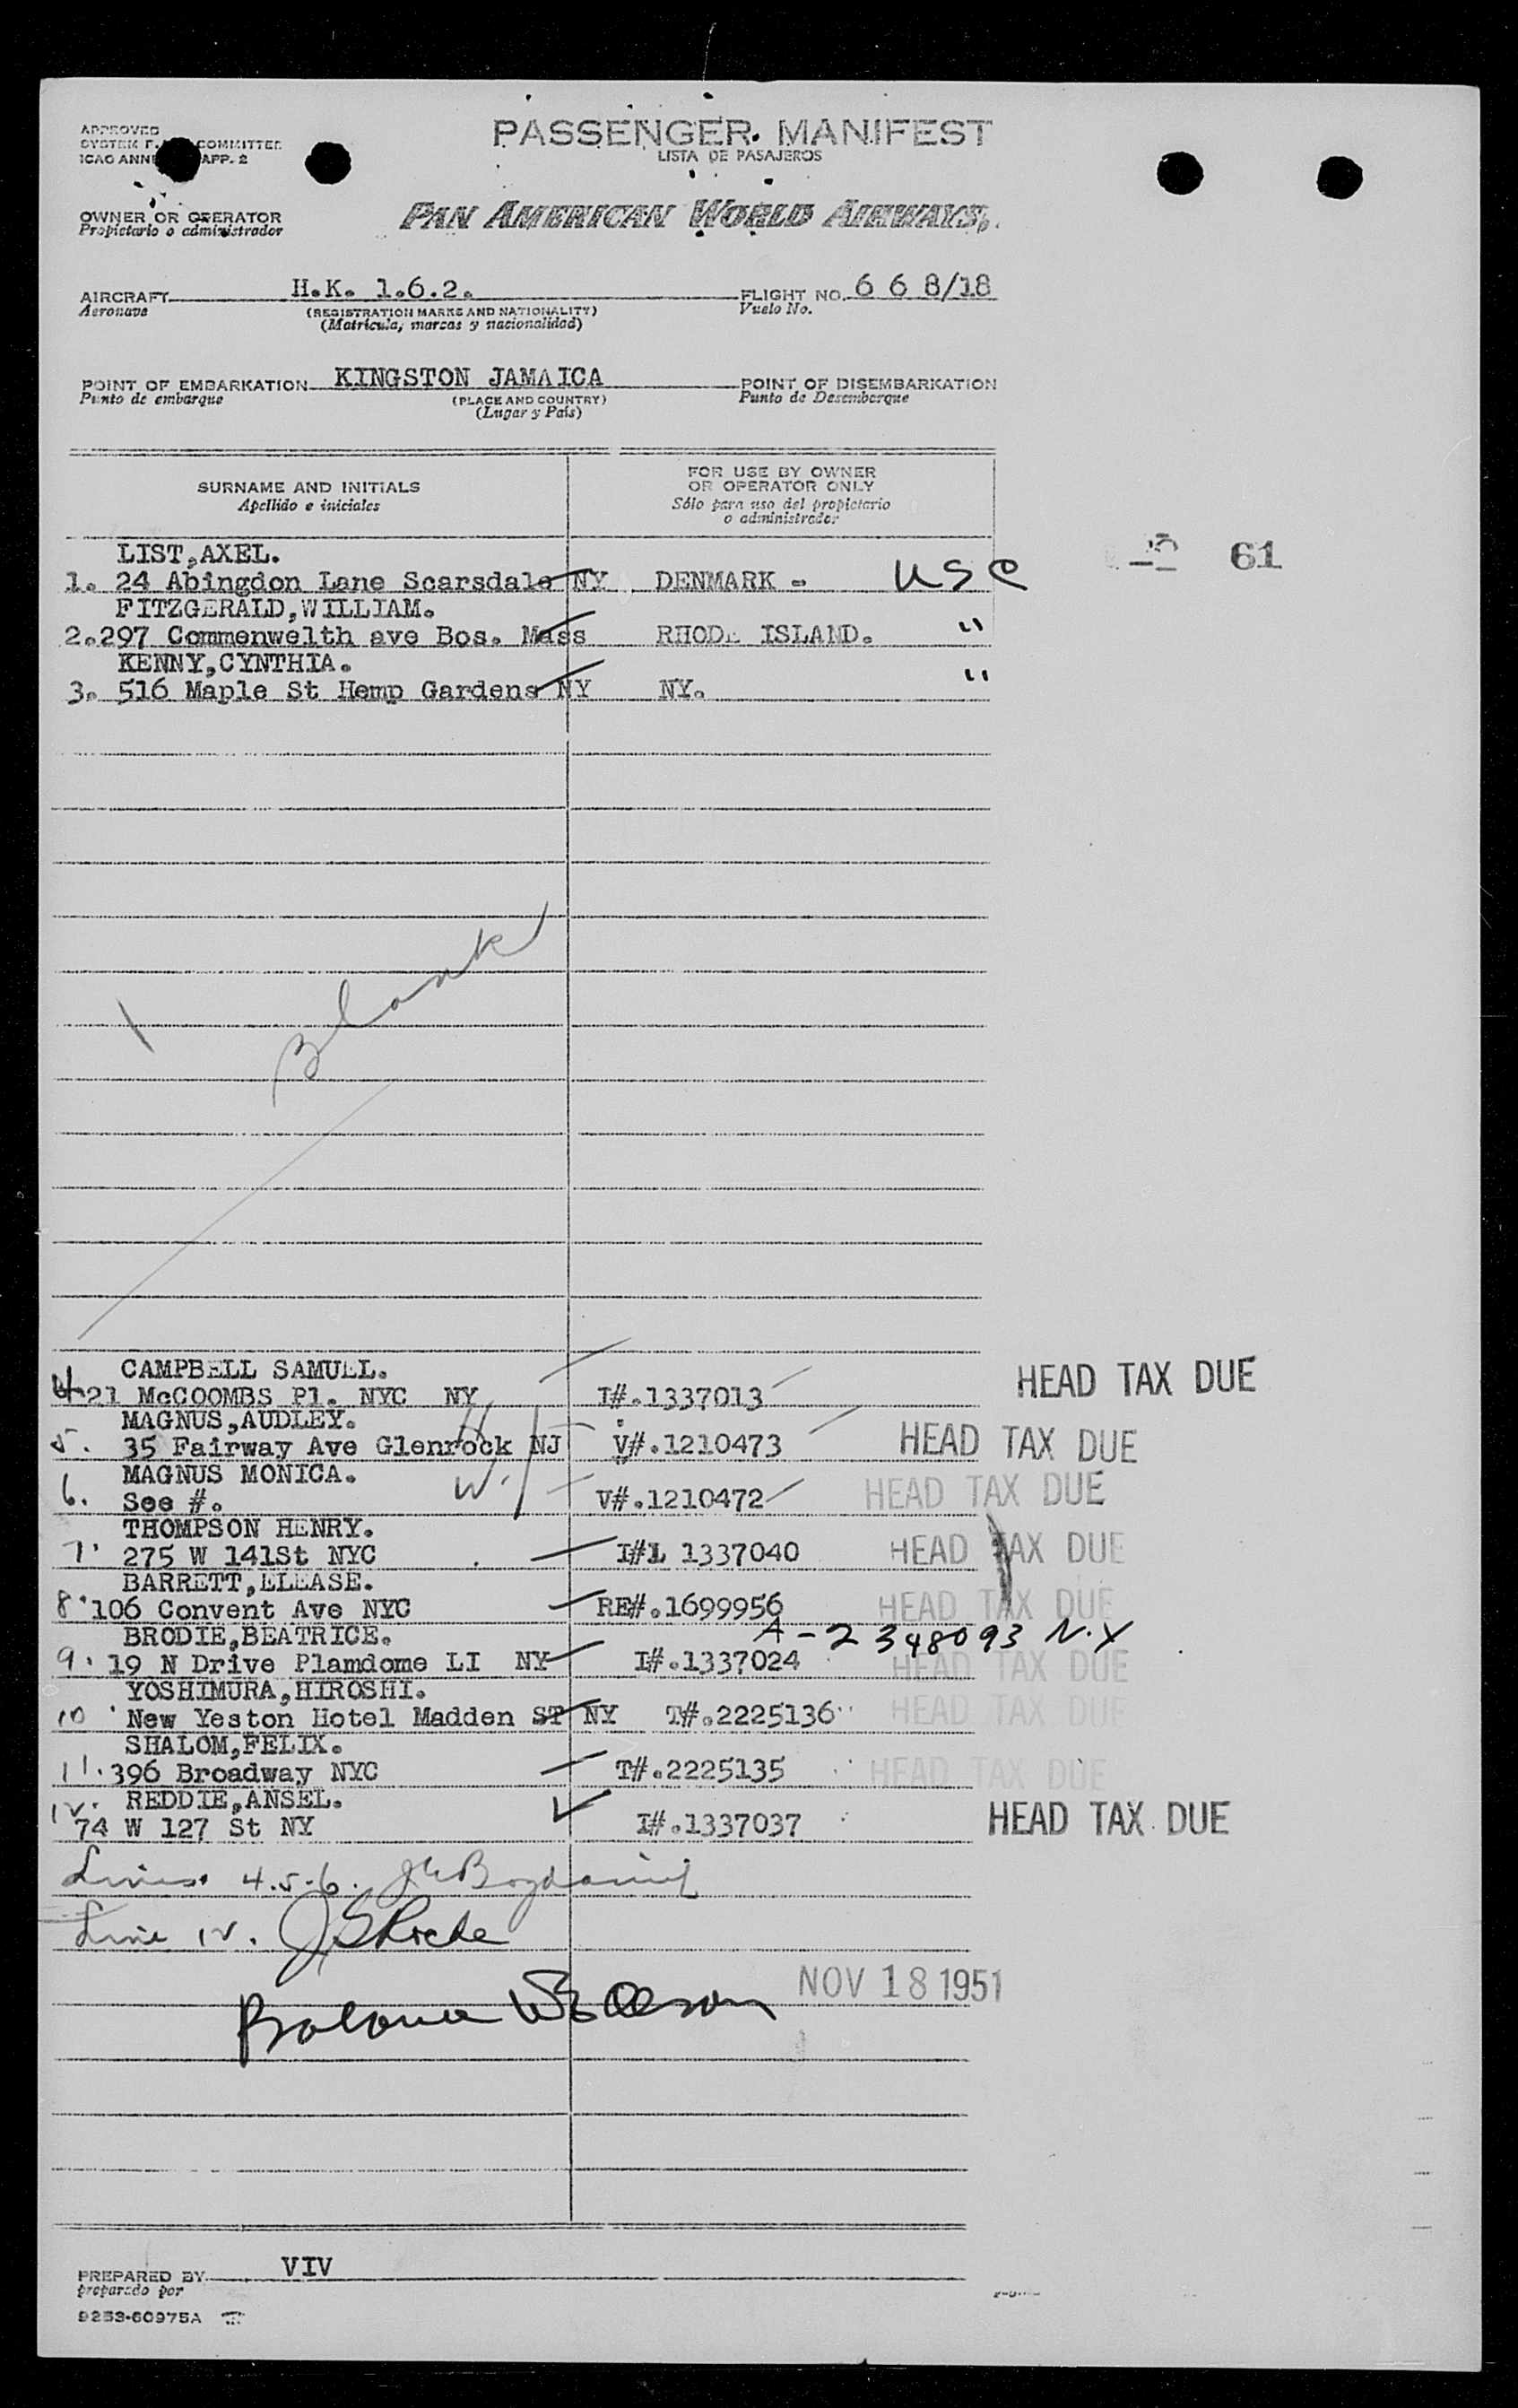 APPROVED
SYSTEM F. COMMITTEE
ICAO ANNE APP. 2
PASSENGER MANIFEST
LISTA DE PASAJEROS
OWNER OR OPERATOR
Propietario o administrador
PAN AMERICAN WORLD AIRWAYS,
AIRCRAFT H.K. 1.6.2. FLIGHT NO. 6 6 8/18
Aeronave (REGISTRATION MARKS AND NATIONALITY) Vuelo No.
(Matrícula, marcas y nacionalidad)
POINT OF EMBARKATION KINGSTON JAMAICA POINT OF DISEMBARKATION
Punto de embarque (PLACE AND COUNTRY) Punto de Desembarque
(Lugar y País)
SURNAME AND INITIALS FOR USE BY OWNER
OR OPERATOR ONLY
Apellido e iniciales Sólo para uso del propietario
o administrador
LIST,AXEL. 61
1. 24 Abingdon Lane Scarsdale NY DENMARK - USC
FITZGERALD,WILLIAM.
2.297 Commenwelth ave Bos. Mass RHODE ISLAND. "
KENNY,CYNTHIA.
3. 516 Maple St Hemp Gardens NY NY. "
Blank
CAMPBELL SAMUEL.
4. 21 McCOOMBS Pl. NYC NY I#.1337013 HEAD TAX DUE
MAGNUS,AUDLEY.
5. 35 Fairway Ave Glenrock NJ H. V#.1210473 HEAD TAX DUE
MAGNUS MONICA.
6. See #. W. V#.1210472 HEAD TAX DUE
THOMPSON HENRY.
7. 275 W 141St NYC I#L 1337040 HEAD TAX DUE
BARRETT,ELEASE.
8. 106 Convent Ave NYC RE#.1699956 HEAD TAX DUE
BRODIE,BEATRICE. A-2348093 N.Y
9. 19 N Drive Plamdome LI NY I#.1337024 HEAD TAX DUE
YOSHIMURA,HIROSHI.
10 New Yeston Hotel Madden ST NY T#.2225136 HEAD TAX DUE
SHALOM,FELIX.
11. 396 Broadway NYC T#.2225135 HEAD TAX DUE
REDDIE,ANSEL.
12. 74 W 127 St NY I#.1337037 HEAD TAX DUE
Lines. 4.5.6.
Line 12.
NOV 18 1951
PREPARED BY VIV
preparado por
9253-60975A